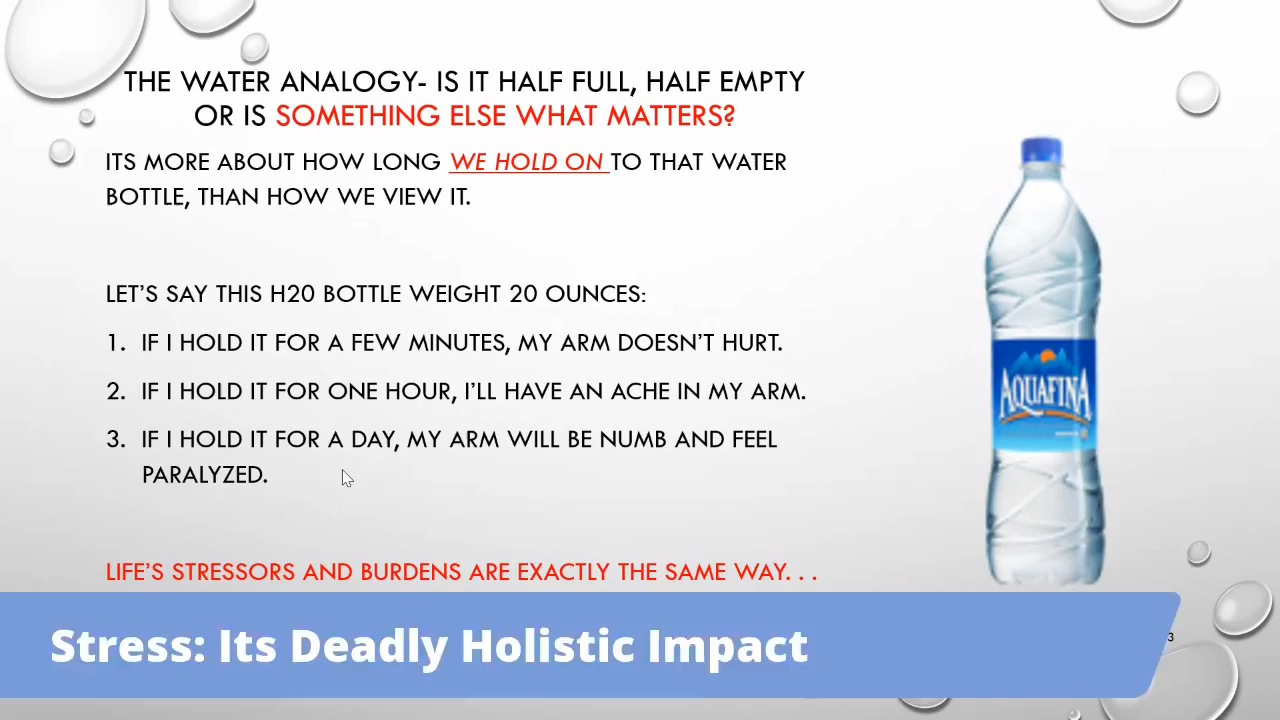 THE WATER ANALOGY- IS IT HALF FULL, HALF EMPTY
OR IS SOMETHING ELSE WHAT MATTERS?
ITS MORE ABOUT HOW LONG WE HOLD ON TO THAT WATER
BOTTLE, THAN HOW WE VIEW IT.
LET’S SAY THIS H20 BOTTLE WEIGHT 20 OUNCES:
1. IF I HOLD IT FOR A FEW MINUTES, MY ARM DOESN’T HURT.
2. IF I HOLD IT FOR ONE HOUR, I’LL HAVE AN ACHE IN MY ARM.
3. IF I HOLD IT FOR A DAY, MY ARM WILL BE NUMB AND FEEL
PARALYZED.
LIFE’S STRESSORS AND BURDENS ARE EXACTLY THE SAME WAY. . .
AQUAFINA
3
Stress: Its Deadly Holistic Impact